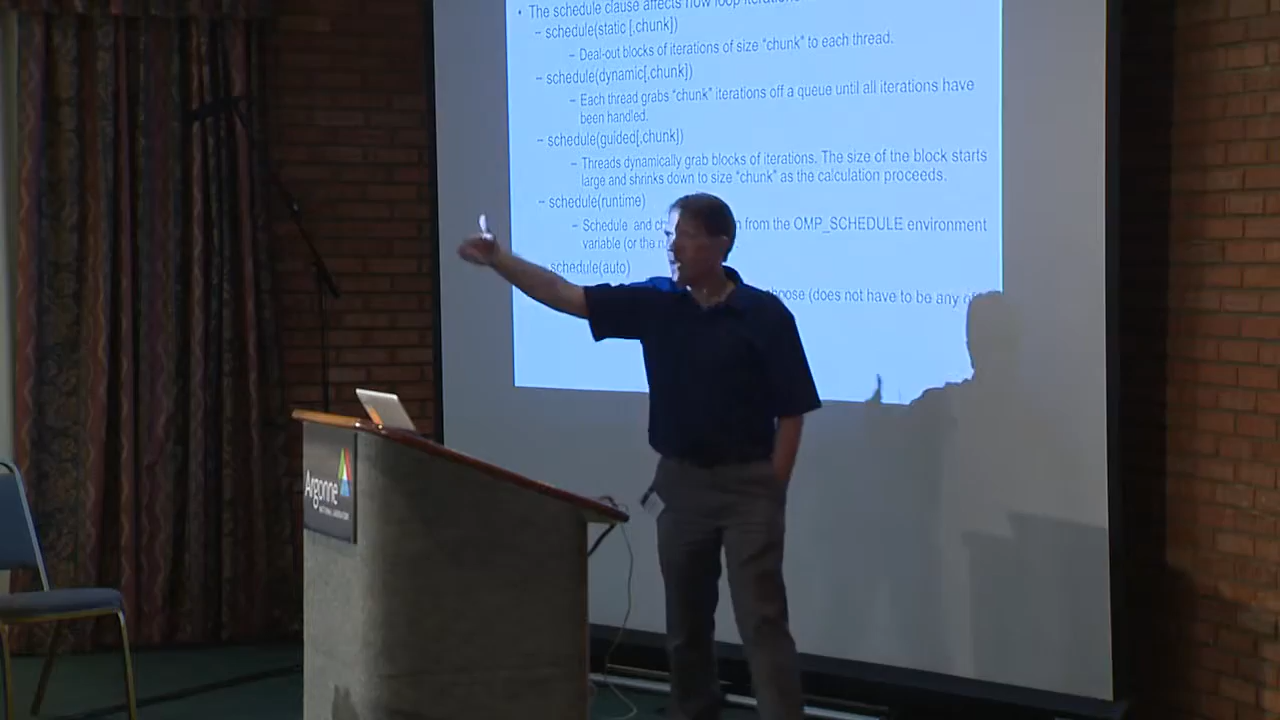 • The schedule clause affects how loop iterations
– schedule(static [,chunk])
– Deal-out blocks of iterations of size “chunk” to each thread.
– schedule(dynamic[,chunk])
– Each thread grabs “chunk” iterations off a queue until all iterations have
been handled.
– schedule(guided[,chunk])
– Threads dynamically grab blocks of iterations. The size of the block starts
large and shrinks down to size “chunk” as the calculation proceeds.
– schedule(runtime)
– Schedule and from the OMP_SCHEDULE environment
variable (or the
schedule(auto)
(does not have to be any
Argonne
NATIONAL LABORATORY